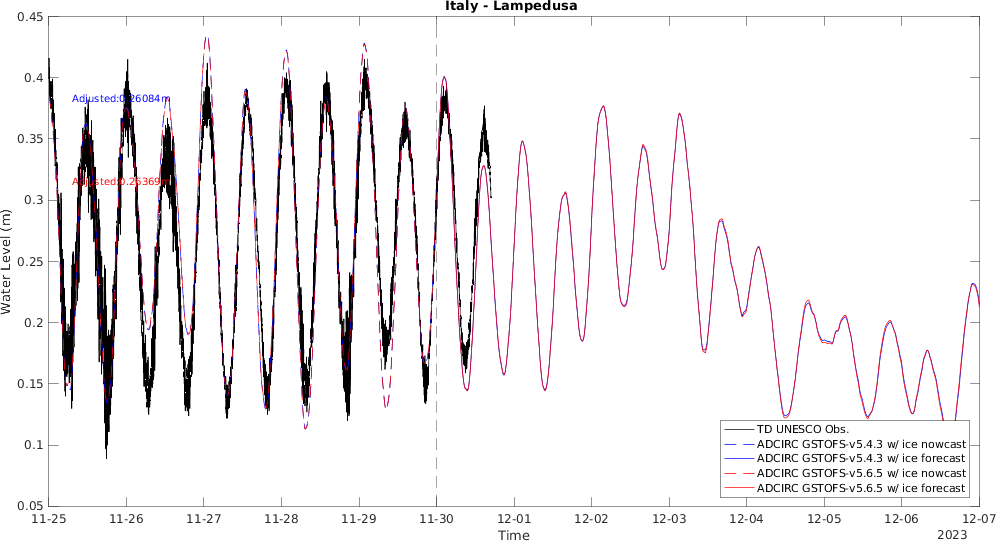 Italy - Lampedusa
0.45
0.4
0.35
0.3
0.25
0.2
0.15
0.1
0.05
Water Level (m)
Adjusted:0.26084m
Adjusted:0.26369m
TD UNESCO Obs.
ADCIRC GSTOFS-v5.4.3 w/ ice nowcast
ADCIRC GSTOFS-v5.4.3 w/ ice forecast
ADCIRC GSTOFS-v5.6.5 w/ ice nowcast
ADCIRC GSTOFS-v5.6.5 w/ ice forecast
11-25 11-26 11-27 11-28 11-29 11-30 12-01 12-02 12-03 12-04 12-05 12-06 12-07
Time
2023